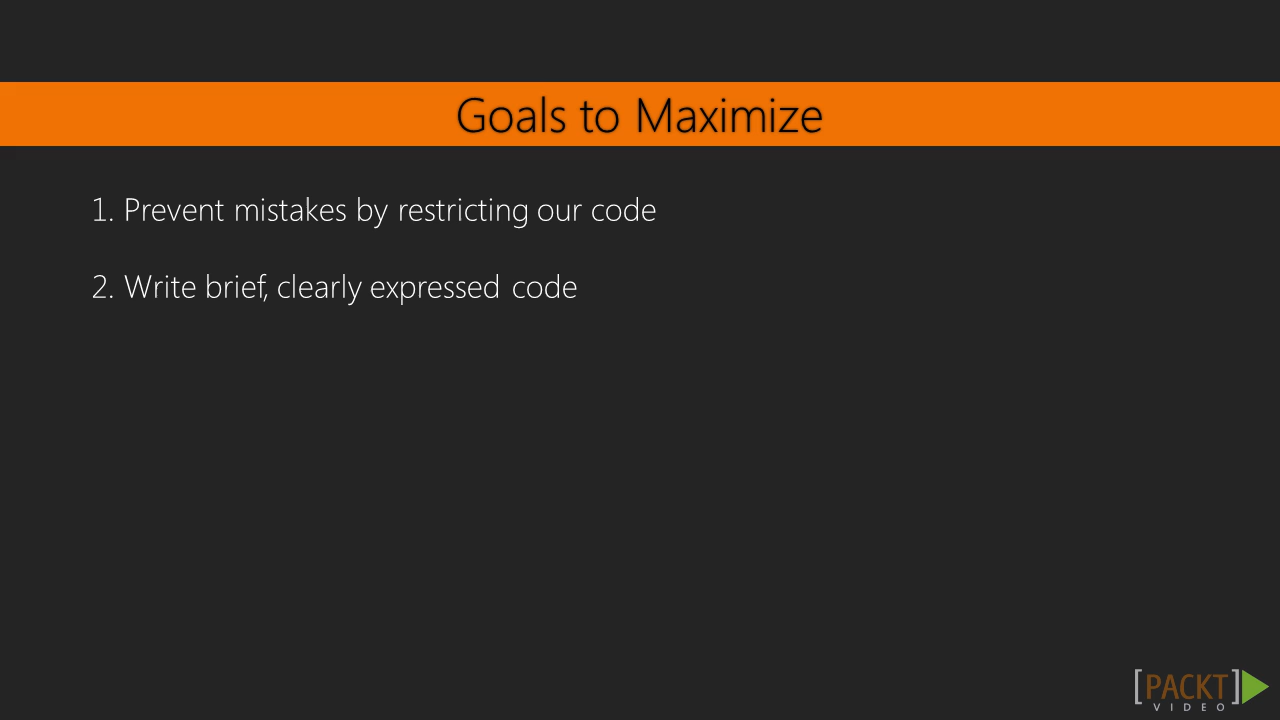 Goals to Maximize
1. Prevent mistakes by restricting our code
2. Write brief, clearly expressed code
[PACKT]
VIDEO